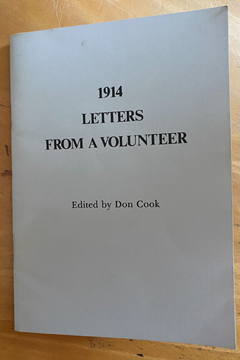 1914
LETTERS
FROM A VOLUNTEER
Edited by Don Cook